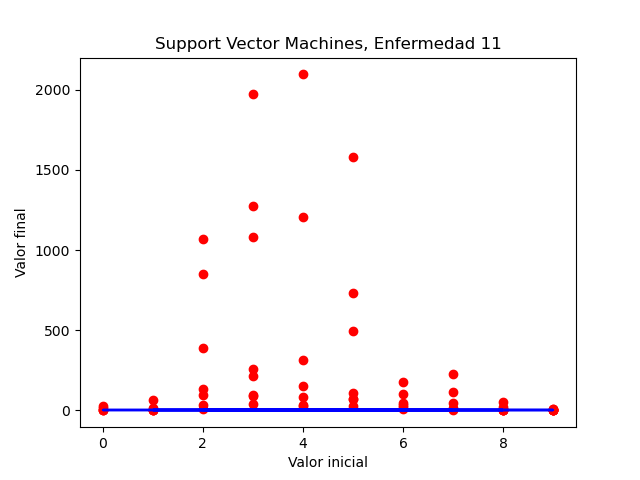 Support Vector Machines, Enfermedad 11
2000
1500
1000
500
0
Valor final
0 2 4 6 8
Valor inicial